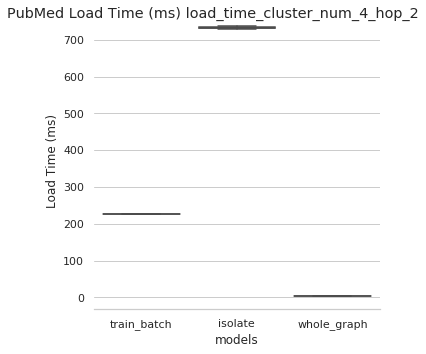 PubMed Load Time (ms) load_time_cluster_num_4_hop_2
700
600
500
400
300
200
100
0
Load Time (ms)
train_batch isolate whole_graph
models